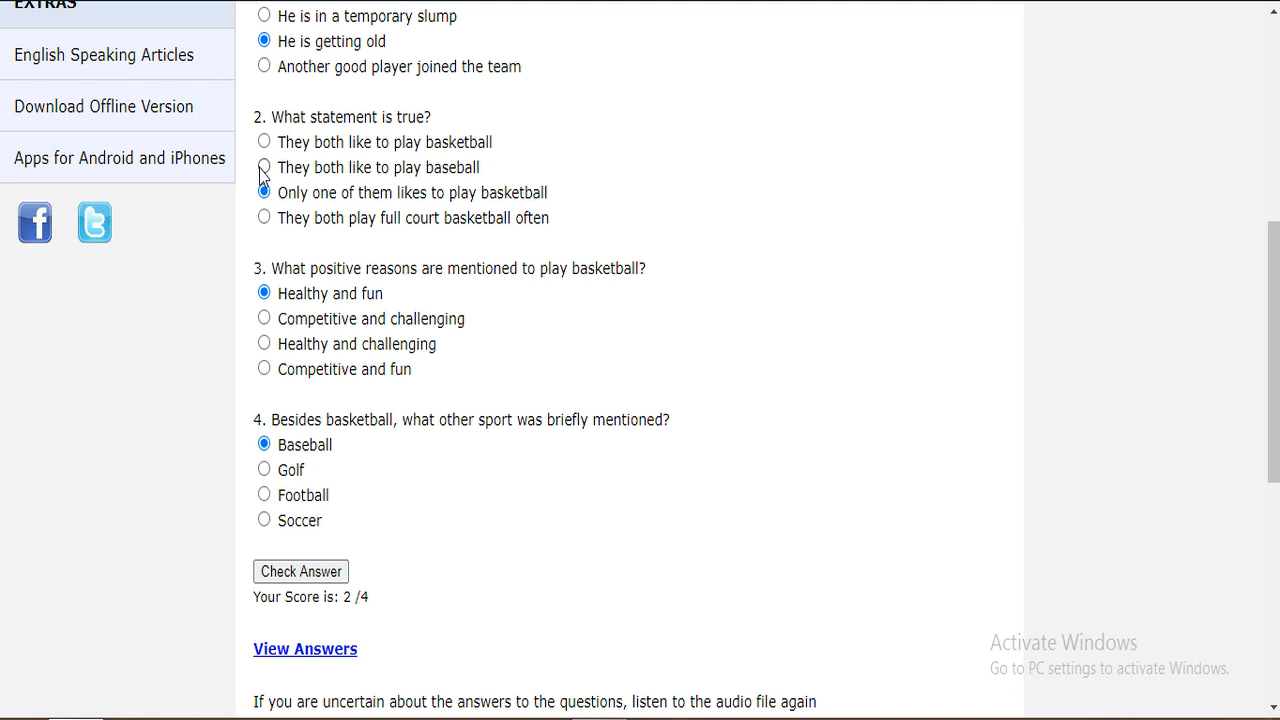 EXTRAS
English Speaking Articles
Download Offline Version
Apps for Android and iPhones
He is in a temporary slump
He is getting old
Another good player joined the team
2. What statement is true?
They both like to play basketball
They both like to play baseball
Only one of them likes to play basketball
They both play full court basketball often
3. What positive reasons are mentioned to play basketball?
Healthy and fun
Competitive and challenging
Healthy and challenging
Competitive and fun
4. Besides basketball, what other sport was briefly mentioned?
Baseball
Golf
Football
Soccer
Check Answer
Your Score is: 2 /4
View Answers
If you are uncertain about the answers to the questions, listen to the audio file again
Activate Windows
Go to PC settings to activate Windows.